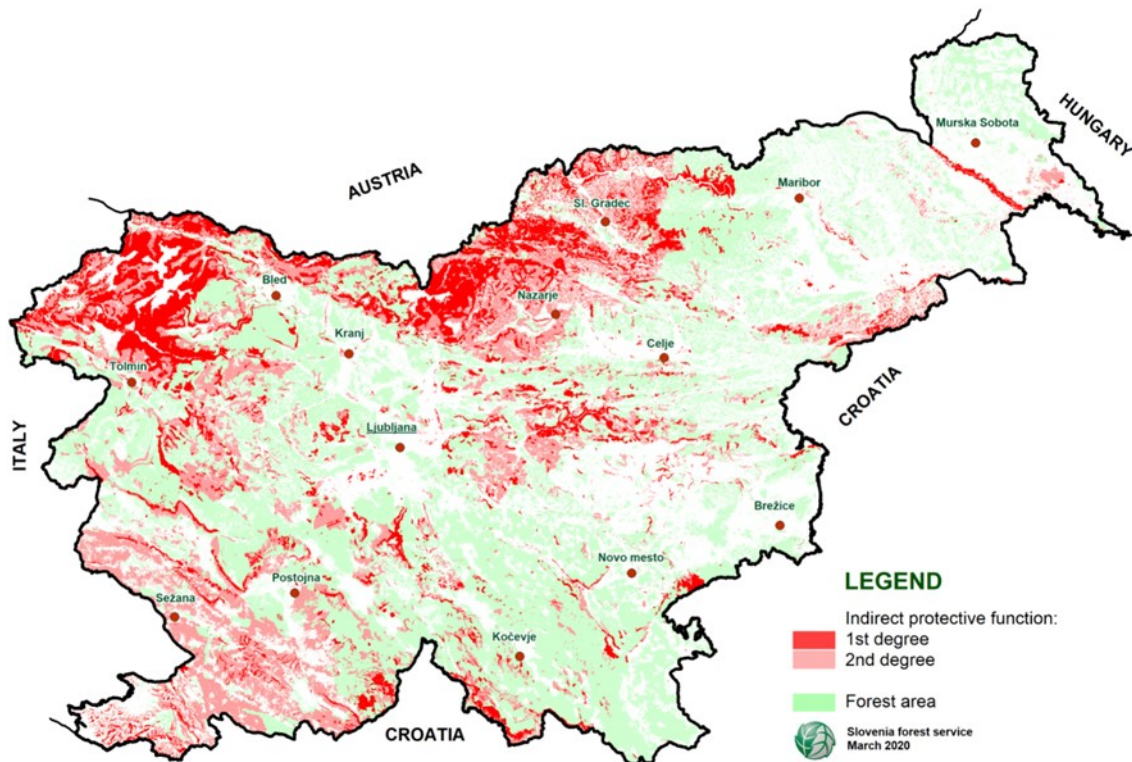 HUNGARY
Murska Sobota
AUSTRIA
Maribor
Sl. Gradec
Bled
Nazarje
Kranj
Celje
Tolmin
CROATIA
ITALY
Ljubljana
Brežice
Novo mesto
Postojna
Sežana
Kočevje
CROATIA
LEGEND
Indirect protective function:
1st degree
2nd degree
Forest area
Slovenia forest service
March 2020